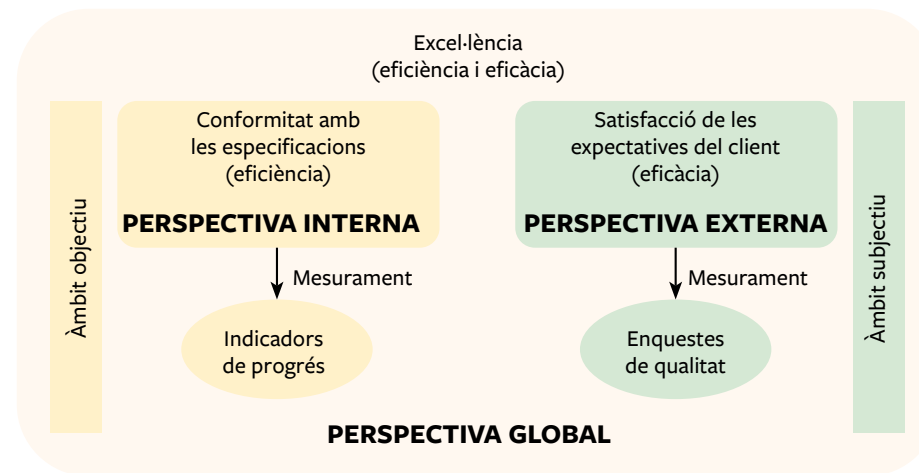 Excel·lència
(eficiència i eficàcia)
Àmbit objectiu
Conformitat amb
les especificacions
(eficiència)
PERSPECTIVA INTERNA
Mesurament
Indicadors
de progrés
Satisfacció de les
expectatives del client
(eficàcia)
PERSPECTIVA EXTERNA
Mesurament
Enquestes
de qualitat
Àmbit subjectiu
PERSPECTIVA GLOBAL